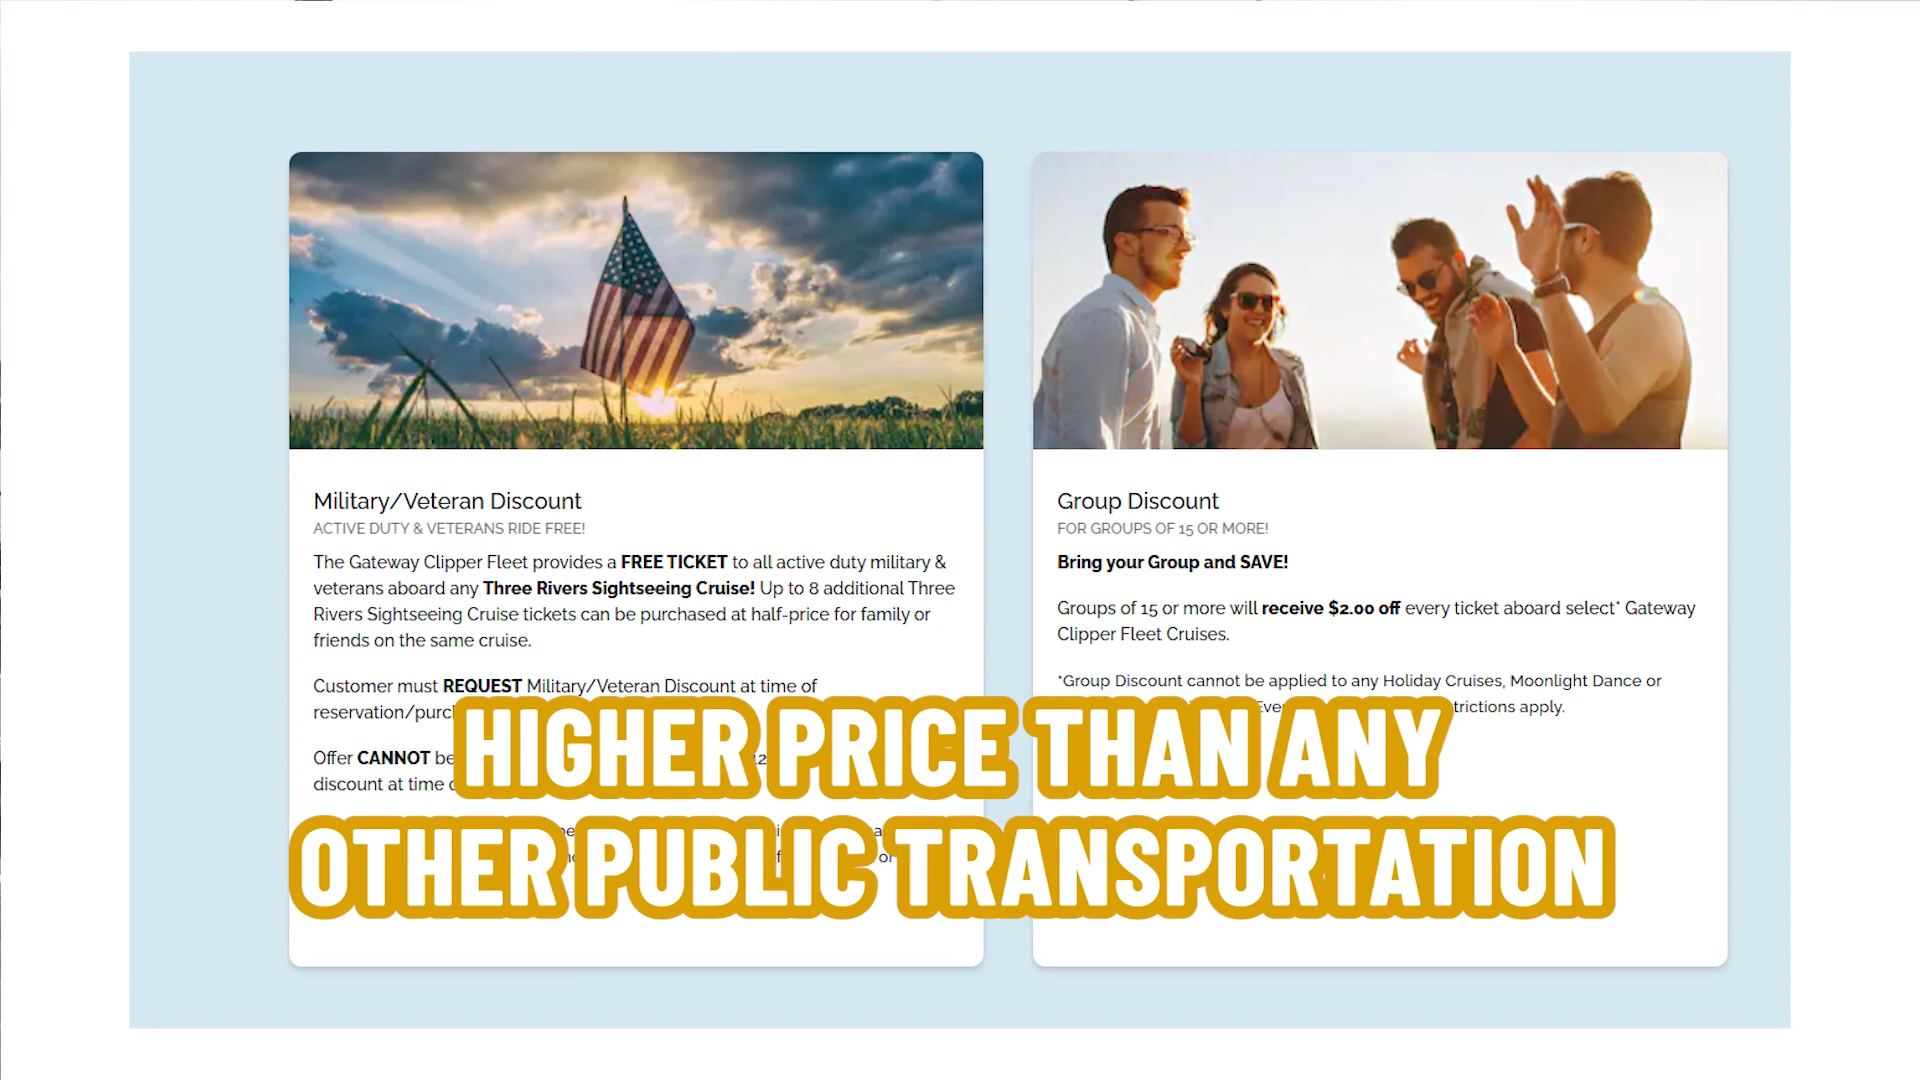 Military/Veteran Discount
ACTIVE DUTY & VETERANS RIDE FREE!
The Gateway Clipper Fleet provides a FREE TICKET to all active duty military &
veterans aboard any Three Rivers Sightseeing Cruise! Up to 8 additional Three
Rivers Sightseeing Cruise tickets can be purchased at half-price for family or
friends on the same cruise.
Customer must REQUEST Military/Veteran Discount at time of
Offer CANNOT
discount at time
Group Discount
FOR GROUPS OF 15 OR MORE!
Bring your Group and SAVE!
Groups of 15 or more will receive $2.00 off every ticket aboard select* Gateway
Clipper Fleet Cruises.
*Group Discount cannot be applied to any Holiday Cruises, Moonlight Dance or
apply.
HIGHER PRICE THAN ANY
OTHER PUBLIC TRANSPORTATION